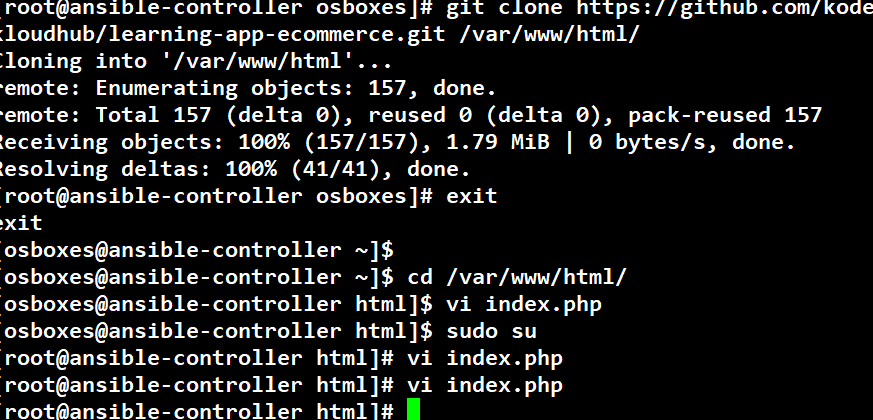 [root@ansible-controller osboxes]# git clone https://github.com/kode
kloudhub/learning-app-ecommerce.git /var/www/html/
Cloning into '/var/www/html'...
remote: Enumerating objects: 157, done.
remote: Total 157 (delta 0), reused 0 (delta 0), pack-reused 157
Receiving objects: 100% (157/157), 1.79 MiB | 0 bytes/s, done.
Resolving deltas: 100% (41/41), done.
[root@ansible-controller osboxes]# exit
exit
[osboxes@ansible-controller ~]$
[osboxes@ansible-controller ~]$ cd /var/www/html/
[osboxes@ansible-controller html]$ vi index.php
[osboxes@ansible-controller html]$ sudo su
[root@ansible-controller html]# vi index.php
[root@ansible-controller html]# vi index.php
[root@ansible-controller html]#